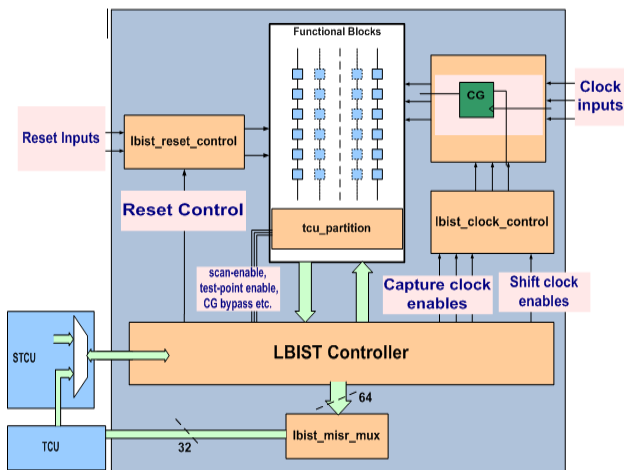 Functional Blocks
CG
Clock
inputs
Reset Inputs
lbist_reset_control
Reset Control
tcu_partition
lbist_clock_control
scan-enable,
test-point enable,
CG bypass etc.
Capture clock
enables
Shift clock
enables
STCU
LBIST Controller
64
TCU
32
lbist_misr_mux